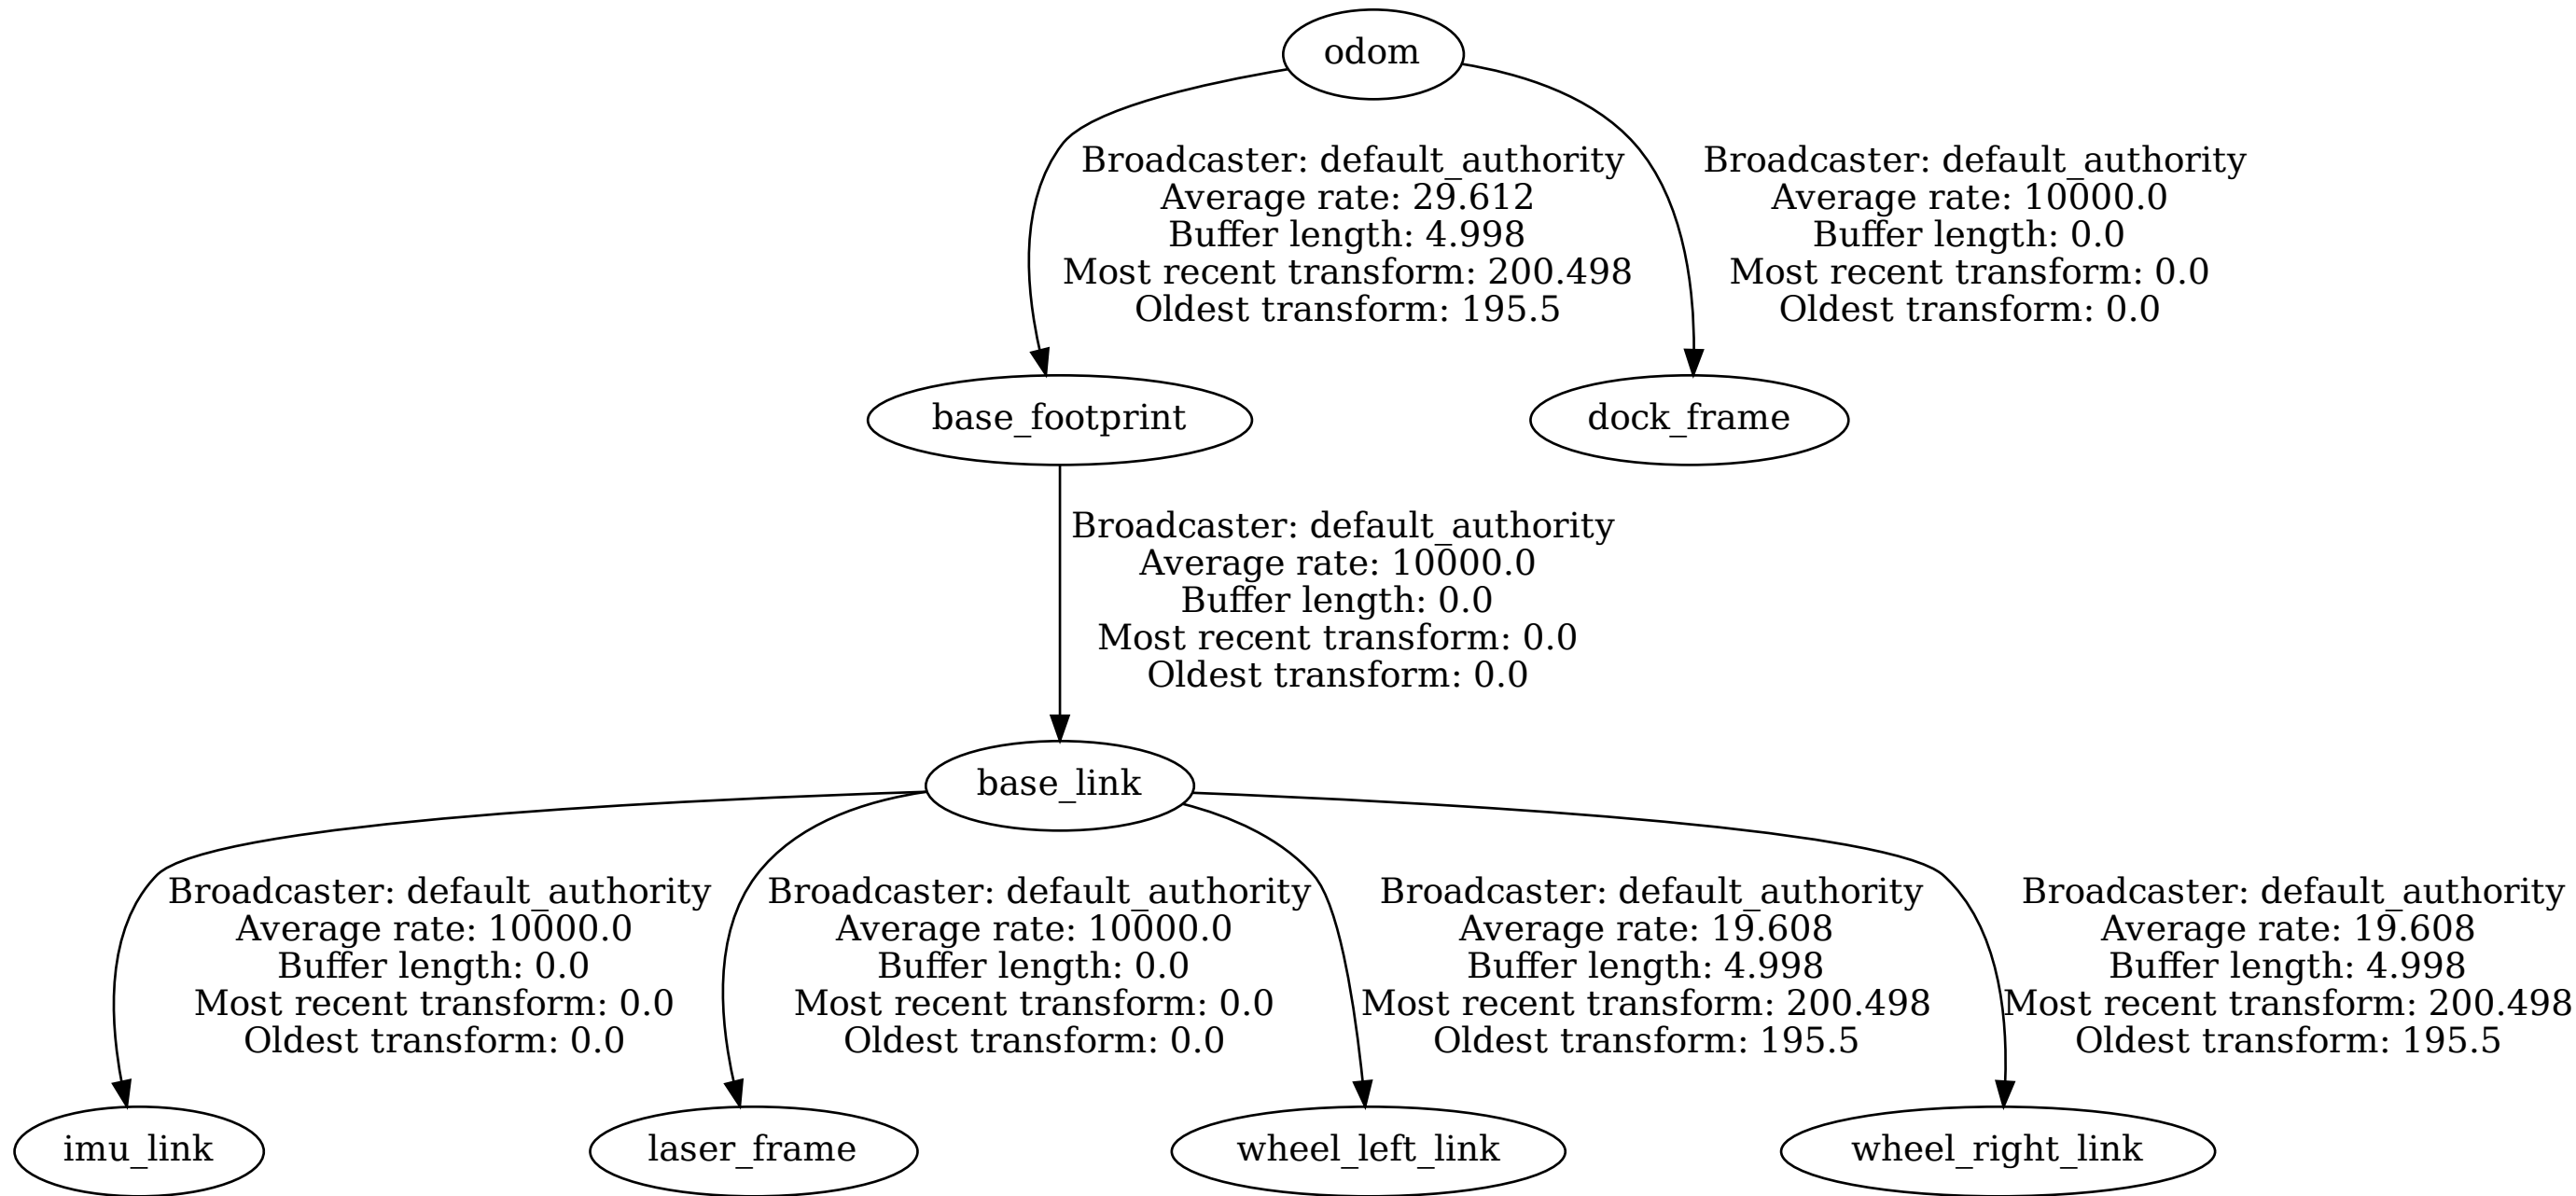 odom
Broadcaster: default_authority
Average rate: 29.612
Buffer length: 4.998
Most recent transform: 200.498
Oldest transform: 195.5
Broadcaster: default_authority
Average rate: 10000.0
Buffer length: 0.0
Most recent transform: 0.0
Oldest transform: 0.0
base_footprint
dock_frame
Broadcaster: default_authority
Average rate: 10000.0
Buffer length: 0.0
Most recent transform: 0.0
Oldest transform: 0.0
base_link
Broadcaster: default_authority
Average rate: 10000.0
Buffer length: 0.0
Most recent transform: 0.0
Oldest transform: 0.0
Broadcaster: default_authority
Average rate: 10000.0
Buffer length: 0.0
Most recent transform: 0.0
Oldest transform: 0.0
Broadcaster: default_authority
Average rate: 19.608
Buffer length: 4.998
Most recent transform: 200.498
Oldest transform: 195.5
Broadcaster: default_authority
Average rate: 19.608
Buffer length: 4.998
Most recent transform: 200.498
Oldest transform: 195.5
imu_link
laser_frame
wheel_left_link
wheel_right_link